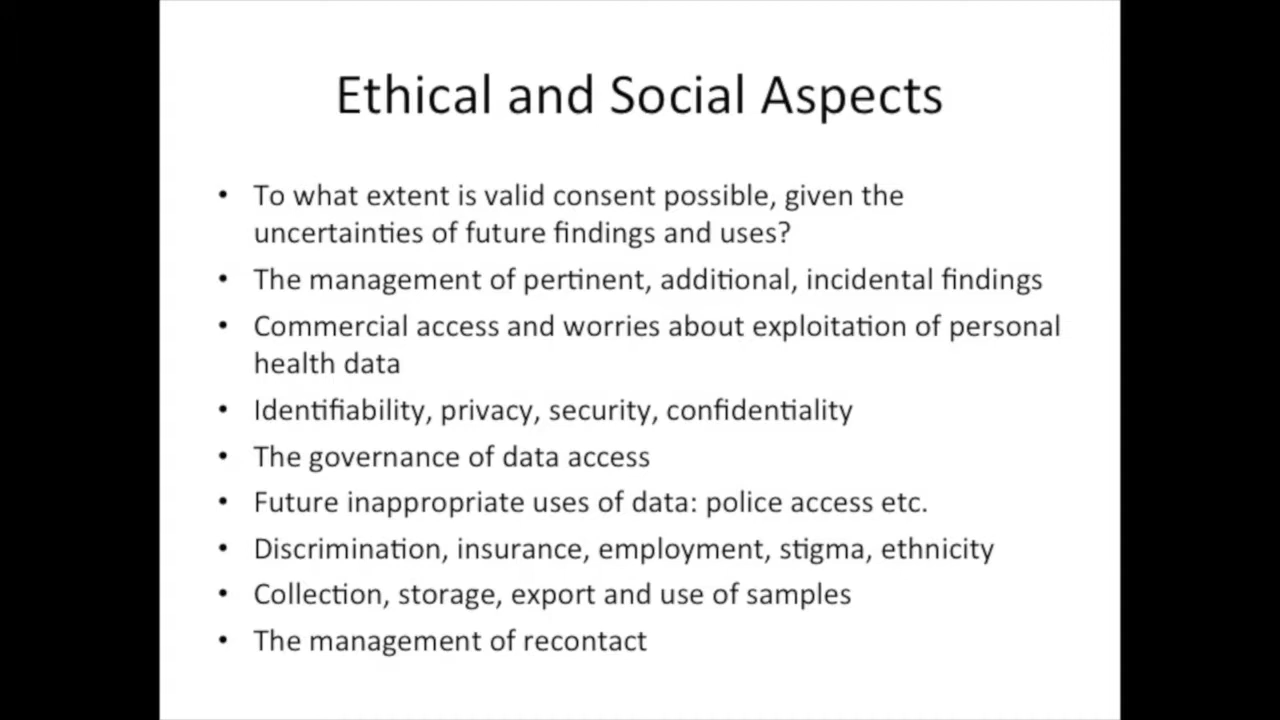 Ethical and Social Aspects
• To what extent is valid consent possible, given the
uncertainties of future findings and uses?
• The management of pertinent, additional, incidental findings
• Commercial access and worries about exploitation of personal
health data
• Identifiability, privacy, security, confidentiality
• The governance of data access
• Future inappropriate uses of data: police access etc.
• Discrimination, insurance, employment, stigma, ethnicity
• Collection, storage, export and use of samples
• The management of recontact